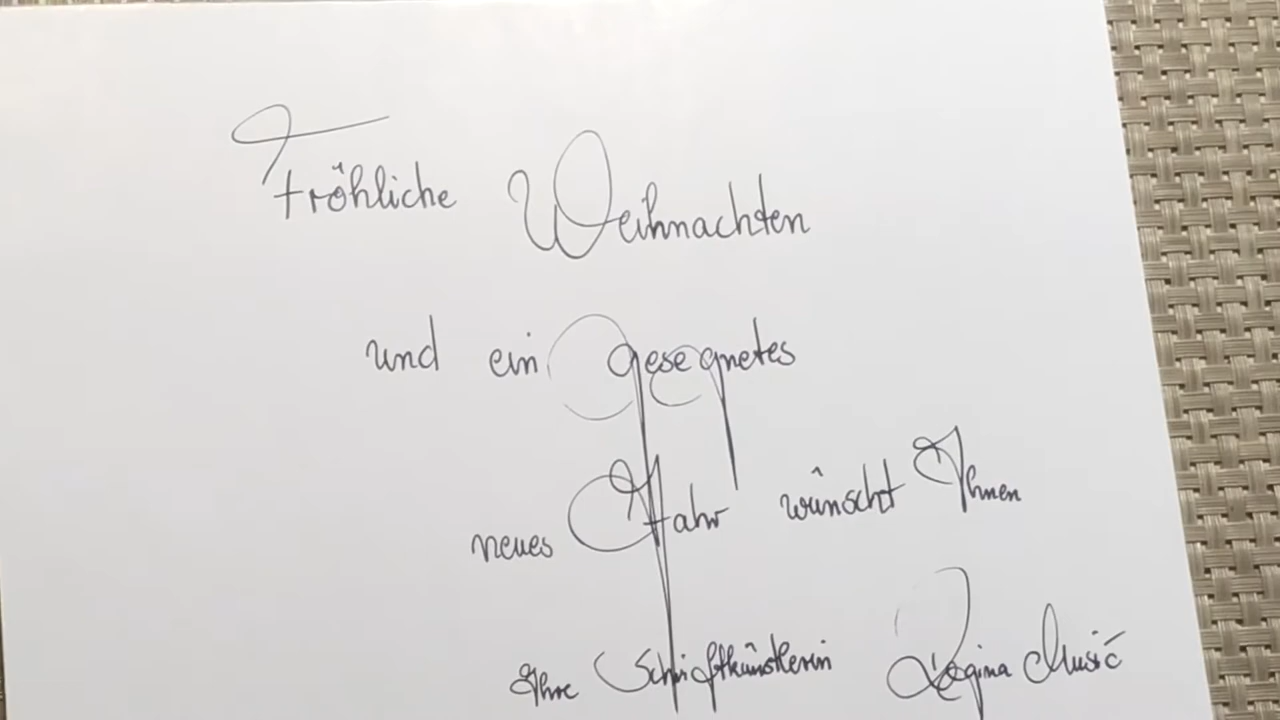 Fröhliche Weihnachten
und ein gesegnetes
neues Jahr wünscht Ihnen
Ihre Schriftkünstlerin Regina Musić